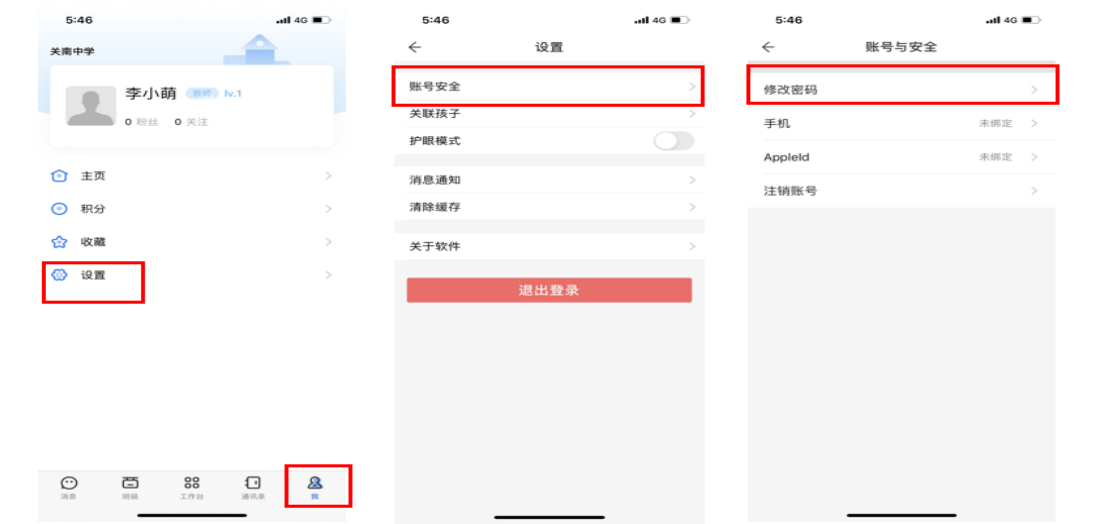 5:46
4G
关南中学
李小萌 教师 lv.1
0 粉丝 0 关注
主页
积分
收藏
设置
消息 班级 工作台 通讯录 我
5:46
4G
设置
账号安全
关联孩子
护眼模式
消息通知
清除缓存
关于软件
退出登录
5:46
4G
账号与安全
修改密码
手机 未绑定
AppleId 未绑定
注销账号